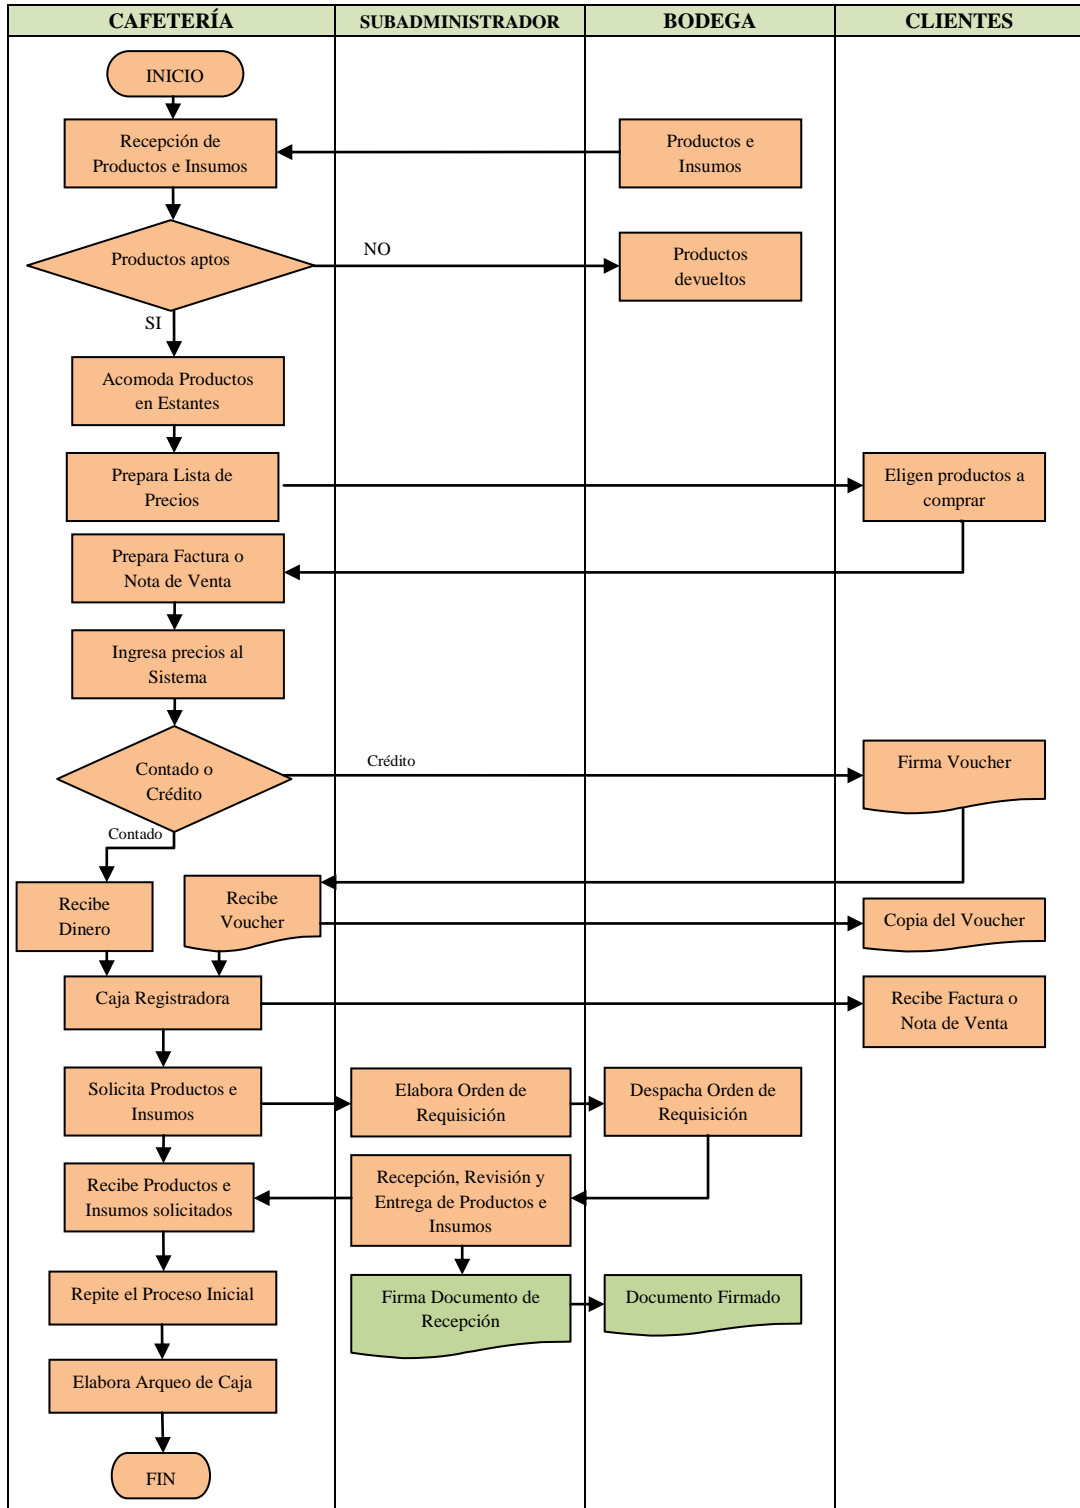 CAFETERÍA
SUBADMINISTRADOR
BODEGA
CLIENTES
INICIO
Recepción de
Productos e Insumos
Productos e
Insumos
Productos aptos
NO
Productos
devueltos
SI
Acomoda Productos
en Estantes
Prepara Lista de
Precios
Eligen productos a
comprar
Prepara Factura o
Nota de Venta
Ingresa precios al
Sistema
Contado o
Crédito
Crédito
Firma Voucher
Contado
Recibe
Dinero
Recibe
Voucher
Copia del Voucher
Caja Registradora
Recibe Factura o
Nota de Venta
Solicita Productos e
Insumos
Elabora Orden de
Requisición
Despacha Orden de
Requisición
Recibe Productos e
Insumos solicitados
Recepción, Revisión y
Entrega de Productos e
Insumos
Repite el Proceso Inicial
Firma Documento de
Recepción
Documento Firmado
Elabora Arqueo de Caja
FIN